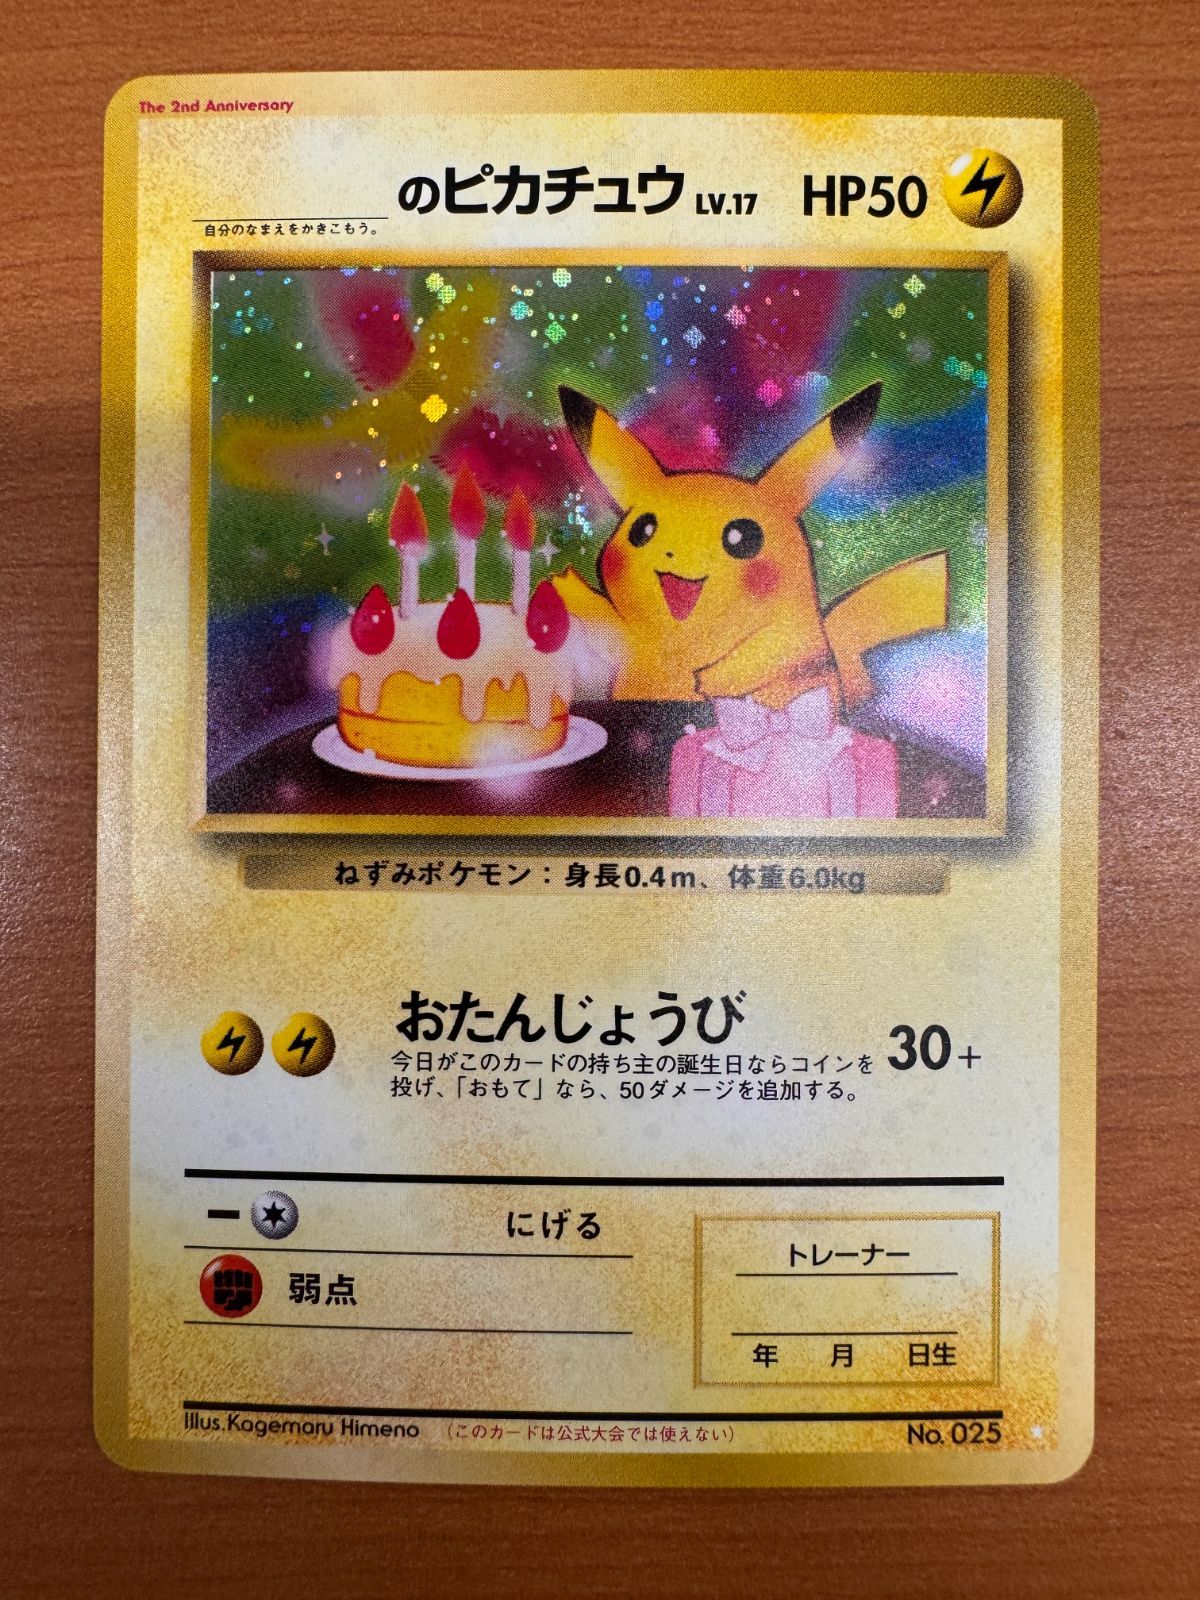 The 2nd Anniversary
のピカチュウ LV.17 HP50
自分のなまえをかきこもう。
ねずみポケモン：身長0.4m、体重6.0kg
おたんじょうび 30+
今日がこのカードの持ち主の誕生日ならコインを
投げ、「おもて」なら、50ダメージを追加する。
にげる
弱点
トレーナー
年 月 日生
Illus.Kagemaru Himeno （このカードは公式大会では使えない） No. 025